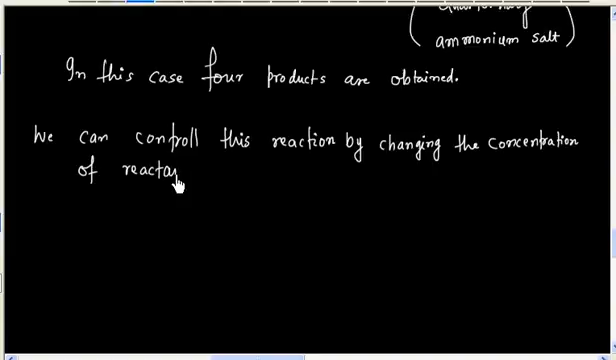 Quarternary
ammonium salt
In this case four products are obtained.
We can controll this reaction by changing the concentration
of reacta